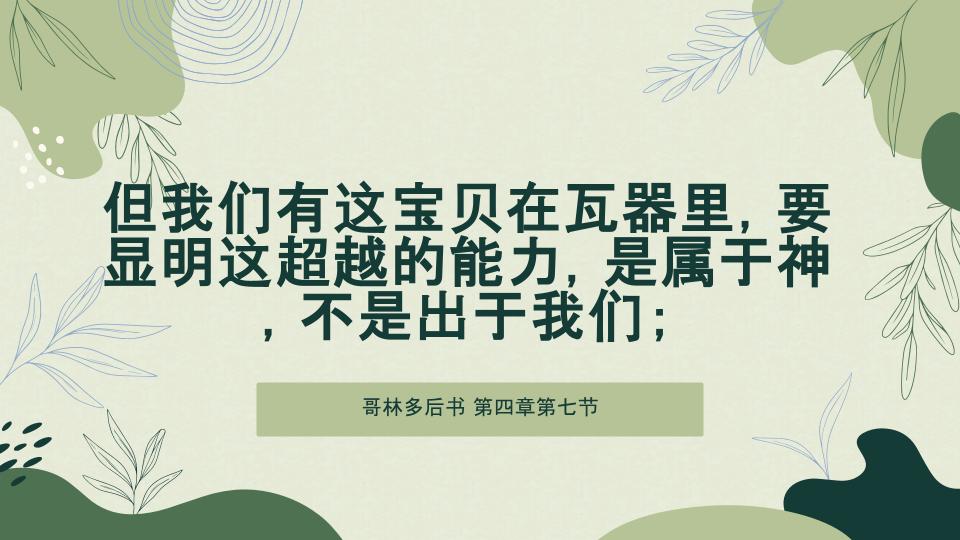 但我们有这宝贝在瓦器里, 要
显明这超越的能力, 是属于神
, 不是出于我们;
哥林多后书 第四章第七节